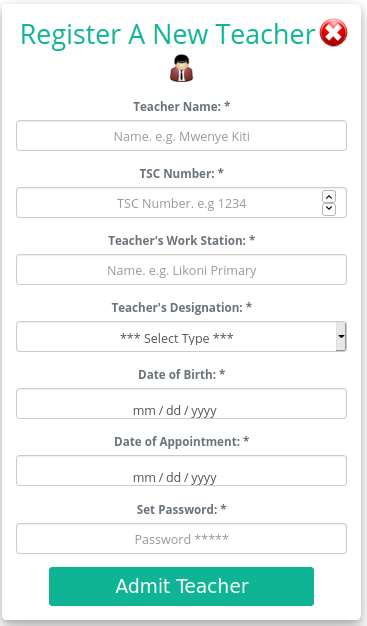 Register A New Teacher
Teacher Name: *
Name. e.g. Mwenye Kiti
TSC Number: *
TSC Number. e.g 1234
Teacher's Work Station: *
Name. e.g. Likoni Primary
Teacher's Designation: *
*** Select Type ***
Date of Birth: *
mm / dd / yyyy
Date of Appointment: *
mm / dd / yyyy
Set Password: *
Password *****
Admit Teacher